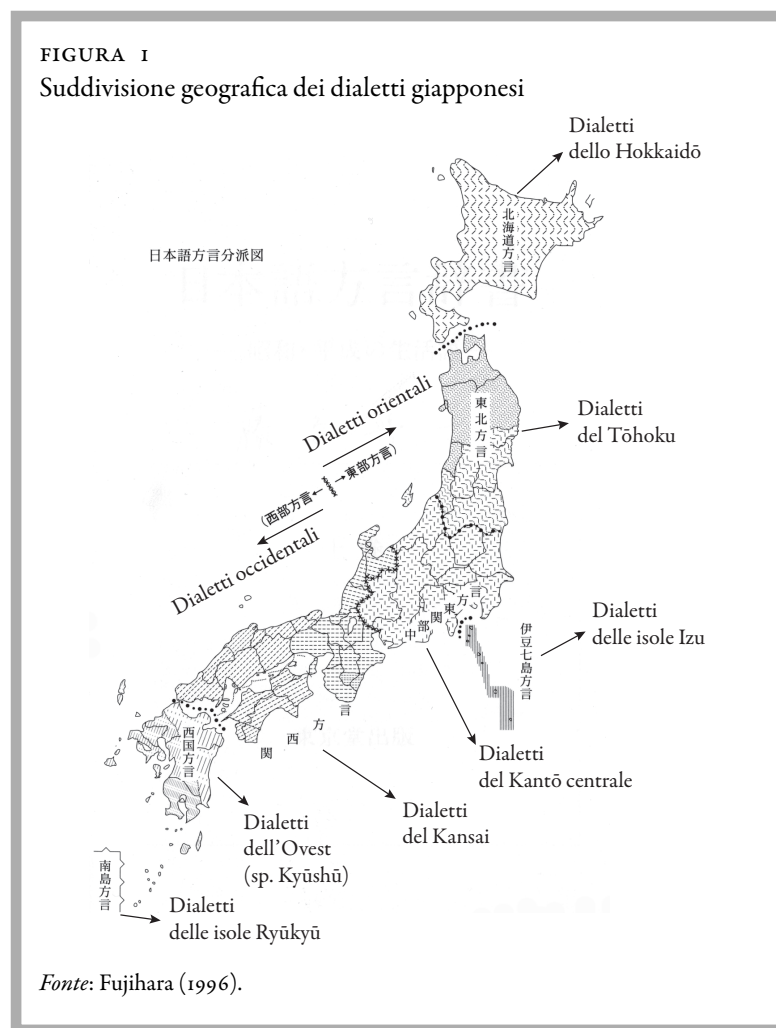 FIGURA 1
Suddivisione geografica dei dialetti giapponesi
Dialetti
dello Hokkaidō
北海道方言
日本語方言分派図
Dialetti orientali
東北方言
Dialetti
del Tōhoku
(西部方言←→東部方言)
Dialetti occidentali
中部関東方言
伊豆七島方言
Dialetti
delle isole Izu
関西方言
西国方言
Dialetti
del Kantō centrale
Dialetti
del Kansai
Dialetti
dell’Ovest
(sp. Kyūshū)
南島方言
Dialetti
delle isole Ryūkyū
Fonte: Fujihara (1996).